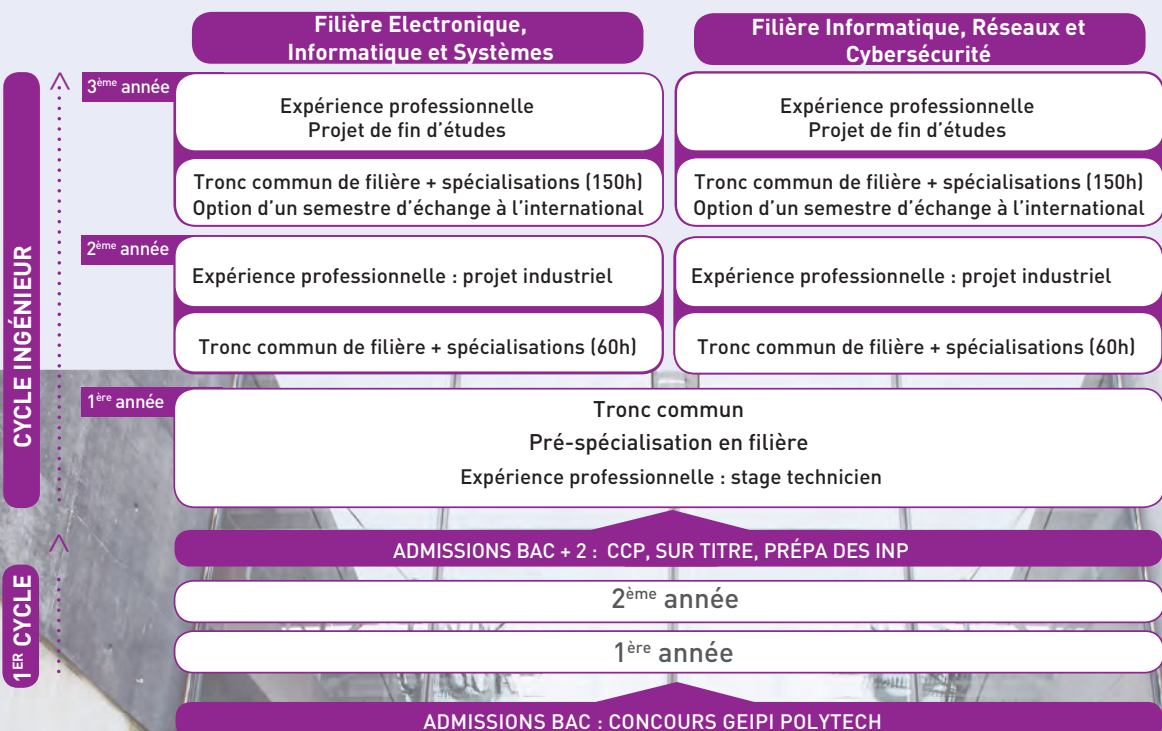 Filière Electronique,
Informatique et Systèmes
Filière Informatique, Réseaux et
Cybersécurité
3ème année
Expérience professionnelle
Projet de fin d'études
Expérience professionnelle
Projet de fin d'études
Tronc commun de filière + spécialisations (150h)
Option d'un semestre d'échange à l'international
Tronc commun de filière + spécialisations (150h)
Option d'un semestre d'échange à l'international
2ème année
Expérience professionnelle : projet industriel
Expérience professionnelle : projet industriel
Tronc commun de filière + spécialisations (60h)
Tronc commun de filière + spécialisations (60h)
CYCLE INGÉNIEUR
1ère année
Tronc commun
Pré-spécialisation en filière
Expérience professionnelle : stage technicien
ADMISSIONS BAC + 2 : CCP, SUR TITRE, PRÉPA DES INP
1ER CYCLE
2ème année
1ère année
ADMISSIONS BAC : CONCOURS GEIPI POLYTECH